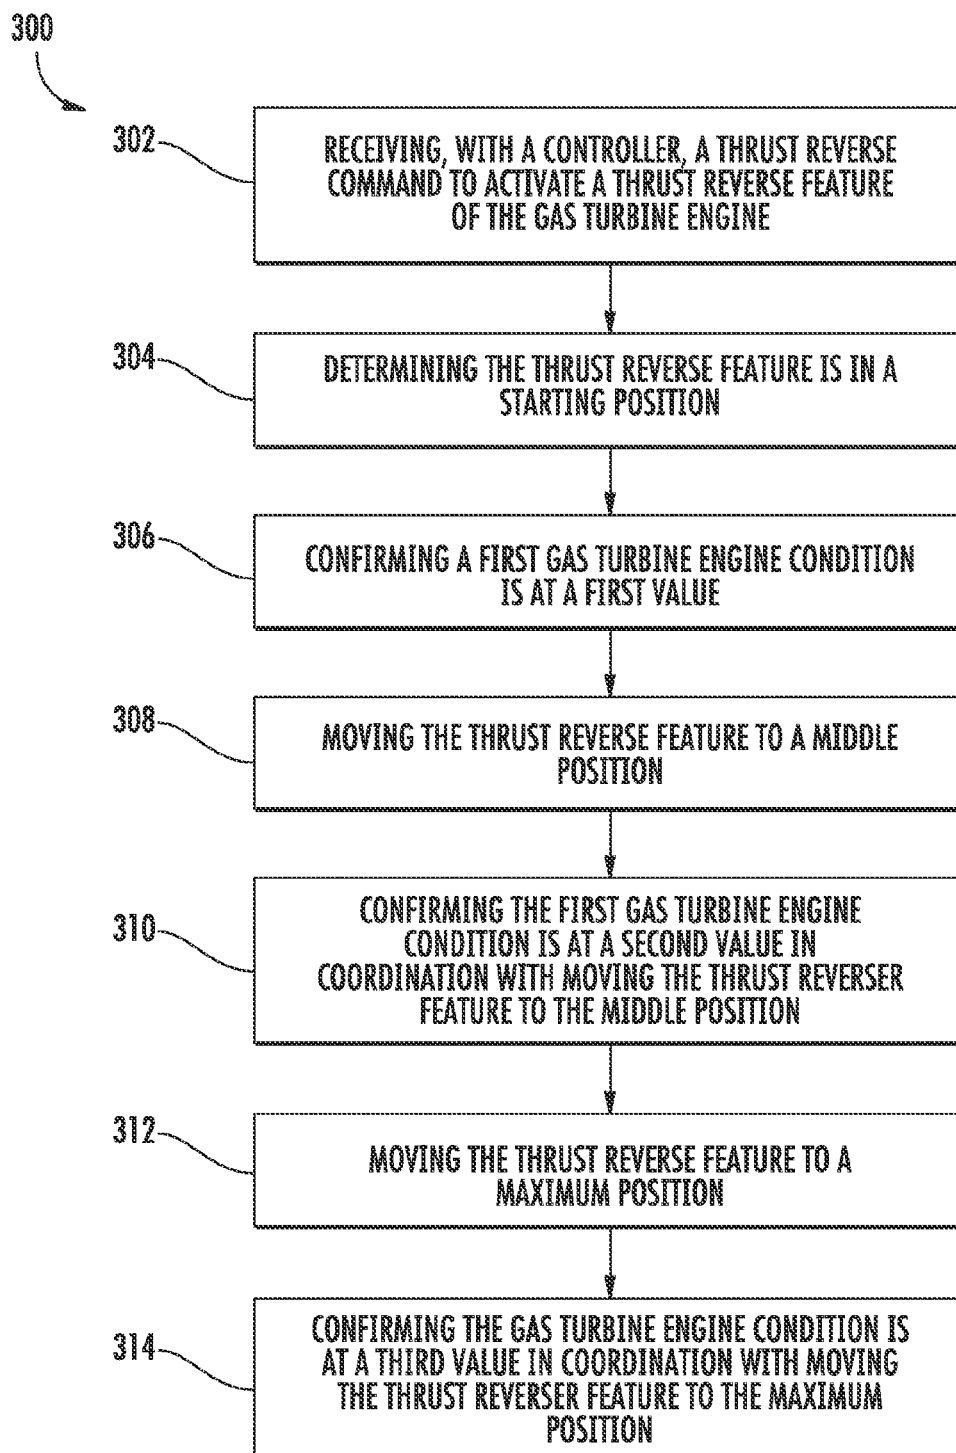 300
302
RECEIVING, WITH A CONTROLLER, A THRUST REVERSE
COMMAND TO ACTIVATE A THRUST REVERSE FEATURE
OF THE GAS TURBINE ENGINE
304
DETERMINING THE THRUST REVERSE FEATURE IS IN A
STARTING POSITION
306
CONFIRMING A FIRST GAS TURBINE ENGINE CONDITION
IS AT A FIRST VALUE
308
MOVING THE THRUST REVERSE FEATURE TO A MIDDLE
POSITION
310
CONFIRMING THE FIRST GAS TURBINE ENGINE
CONDITION IS AT A SECOND VALUE IN
COORDINATION WITH MOVING THE THRUST REVERSER
FEATURE TO THE MIDDLE POSITION
312
MOVING THE THRUST REVERSE FEATURE TO A
MAXIMUM POSITION
314
CONFIRMING THE GAS TURBINE ENGINE CONDITION IS
AT A THIRD VALUE IN COORDINATION WITH MOVING
THE THRUST REVERSER FEATURE TO THE MAXIMUM
POSITION